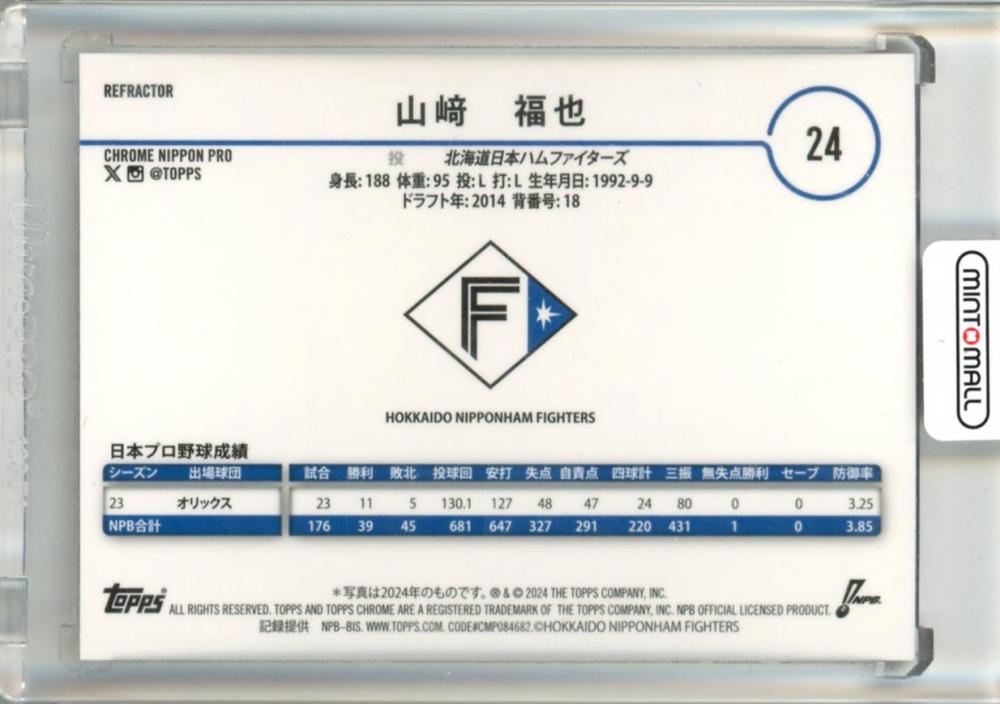 REFRACTOR
山﨑 福也
24
CHROME NIPPON PRO
@TOPPS
投 北海道日本ハムファイターズ
身長: 188 体重: 95 投: L 打: L 生年月日: 1992-9-9
ドラフト年: 2014 背番号: 18
F
HOKKAIDO NIPPONHAM FIGHTERS
MINT MALL
日本プロ野球成績
シーズン 出場球団 試合 勝利 敗北 投球回 安打 失点 自責点 四球計 三振 無失点勝利 セーブ 防御率
23 オリックス 23 11 5 130.1 127 48 47 24 80 0 0 3.25
NPB合計 176 39 45 681 647 327 291 220 431 1 0 3.85
Topps
＊写真は2024年のものです。 ® & © 2024 THE TOPPS COMPANY, INC.
ALL RIGHTS RESERVED. TOPPS AND TOPPS CHROME ARE A REGISTERED TRADEMARK OF THE TOPPS COMPANY, INC. NPB OFFICIAL LICENSED PRODUCT.
記録提供 NPB-BIS. WWW.TOPPS.COM. CODE#CMP084682.©HOKKAIDO NIPPONHAM FIGHTERS
NPB.